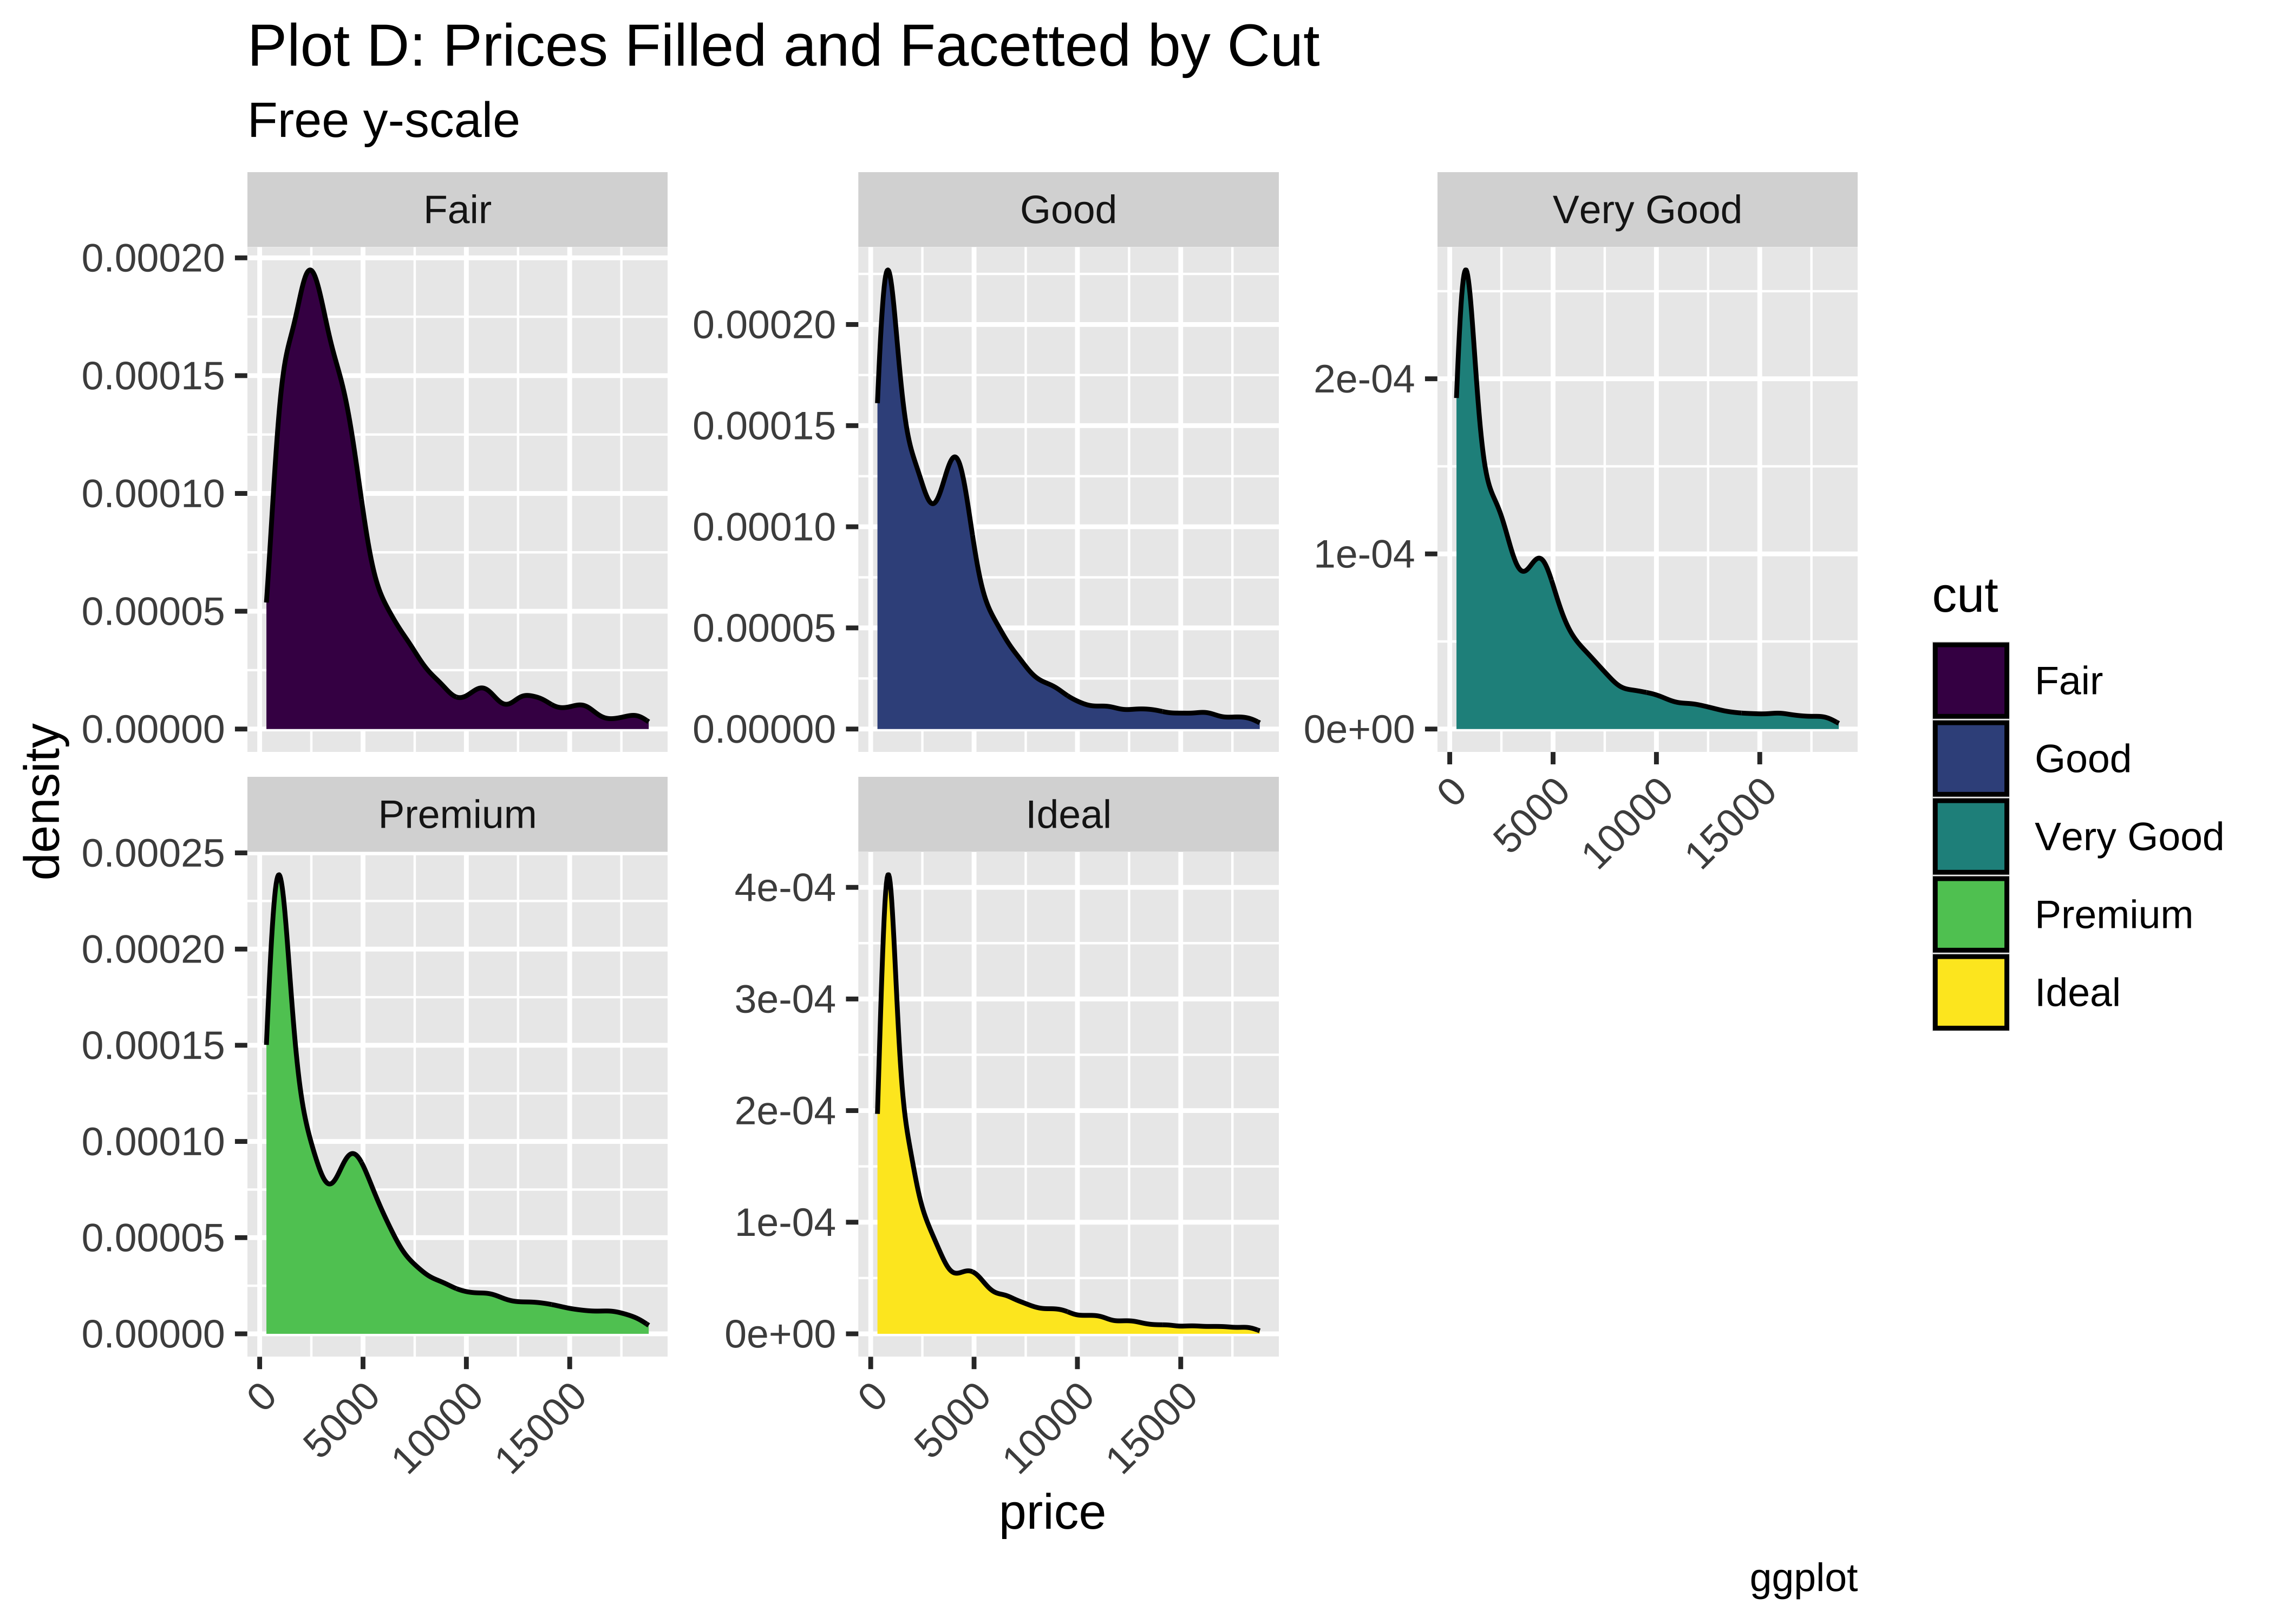 Plot D: Prices Filled and Facetted by Cut
Free y-scale
Fair
Good
Very Good
0.00020
0.00015
0.00010
0.00005
0.00000
0.00020
0.00015
0.00010
0.00005
0.00000
2e-04
1e-04
0e+00
0
5000
10000
15000
Premium
Ideal
0.00025
0.00020
0.00015
0.00010
0.00005
0.00000
4e-04
3e-04
2e-04
1e-04
0e+00
0
5000
10000
15000
0
5000
10000
15000
density
price
cut
Fair
Good
Very Good
Premium
Ideal
ggplot